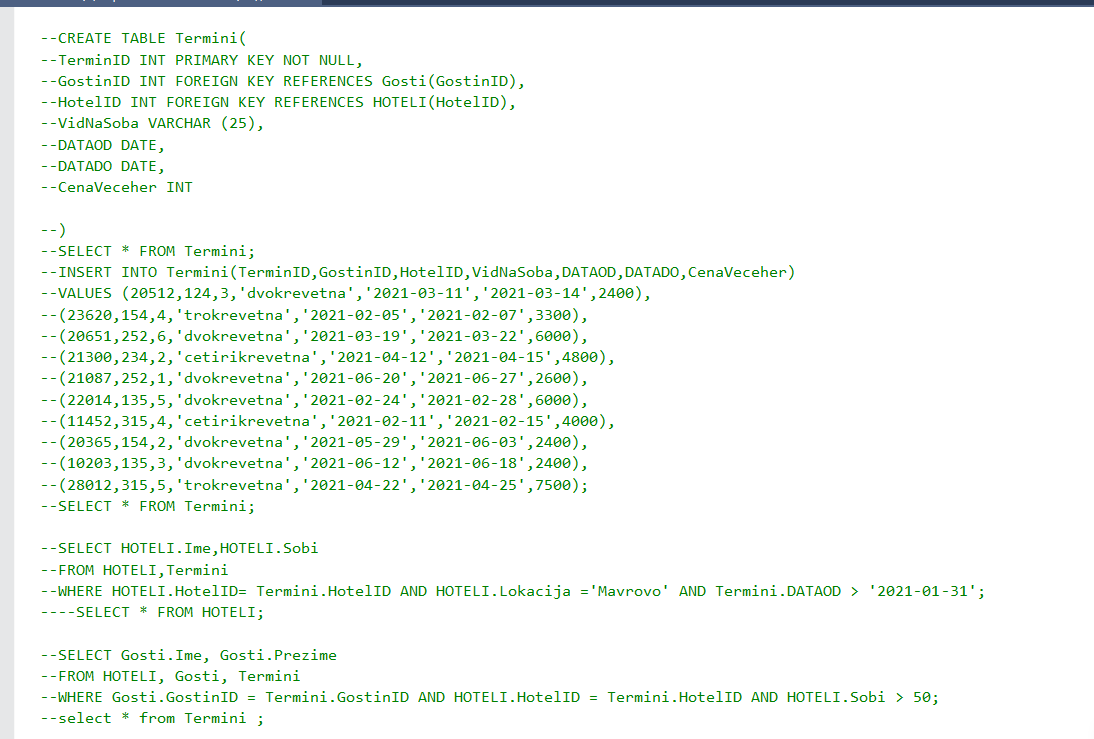 --CREATE TABLE Termini(
--TerminID INT PRIMARY KEY NOT NULL,
--GostinID INT FOREIGN KEY REFERENCES Gosti(GostinID),
--HotelID INT FOREIGN KEY REFERENCES HOTELI(HotelID),
--VidNaSoba VARCHAR (25),
--DATAOD DATE,
--DATADO DATE,
--CenaVeceher INT
--)
--SELECT * FROM Termini;
--INSERT INTO Termini(TerminID,GostinID,HotelID,VidNaSoba,DATAOD,DATADO,CenaVeceher)
--VALUES (20512,124,3,'dvokrevetna','2021-03-11','2021-03-14',2400),
--(23620,154,4,'trokrevetna','2021-02-05','2021-02-07',3300),
--(20651,252,6,'dvokrevetna','2021-03-19','2021-03-22',6000),
--(21300,234,2,'cetirikrevetna','2021-04-12','2021-04-15',4800),
--(21087,252,1,'dvokrevetna','2021-06-20','2021-06-27',2600),
--(22014,135,5,'dvokrevetna','2021-02-24','2021-02-28',6000),
--(11452,315,4,'cetirikrevetna','2021-02-11','2021-02-15',4000),
--(20365,154,2,'dvokrevetna','2021-05-29','2021-06-03',2400),
--(10203,135,3,'dvokrevetna','2021-06-12','2021-06-18',2400),
--(28012,315,5,'trokrevetna','2021-04-22','2021-04-25',7500);
--SELECT * FROM Termini;
--SELECT HOTELI.Ime,HOTELI.Sobi
--FROM HOTELI,Termini
--WHERE HOTELI.HotelID= Termini.HotelID AND HOTELI.Lokacija ='Mavrovo' AND Termini.DATAOD > '2021-01-31';
----SELECT * FROM HOTELI;
--SELECT Gosti.Ime, Gosti.Prezime
--FROM HOTELI, Gosti, Termini
--WHERE Gosti.GostinID = Termini.GostinID AND HOTELI.HotelID = Termini.HotelID AND HOTELI.Sobi > 50;
--select * from Termini ;